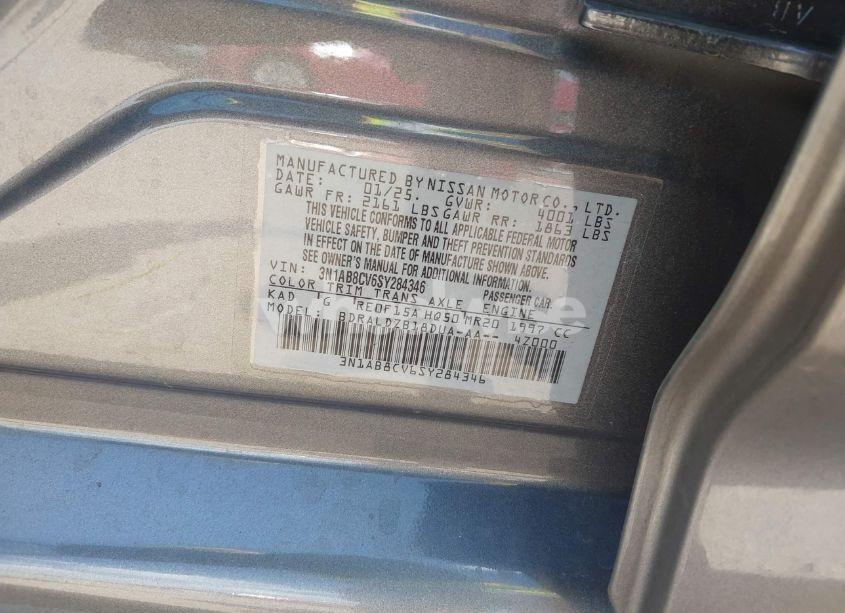 MANUFACTURED BY NISSAN MOTOR CO., LTD.
DATE: 01/25. GVWR: 4001 LBS
GAWR FR: 2161 LBS GAWR RR: 1863 LBS
THIS VEHICLE CONFORMS TO ALL APPLICABLE FEDERAL MOTOR
VEHICLE SAFETY, BUMPER AND THEFT PREVENTION STANDARDS
IN EFFECT ON THE DATE OF MANUFACTURE SHOWN ABOVE.
SEE OWNER'S MANUAL FOR ADDITIONAL INFORMATION.
VIN: 3N1AB8CV6SY284346 PASSENGER CAR
COLOR TRIM TRANS AXLE ENGINE
KAD G RE0F15A HQ50 MR20 1997 CC
MODEL: BDRALDZB18DUA-AA-- 4Z000
3N1AB8CV6SY284346